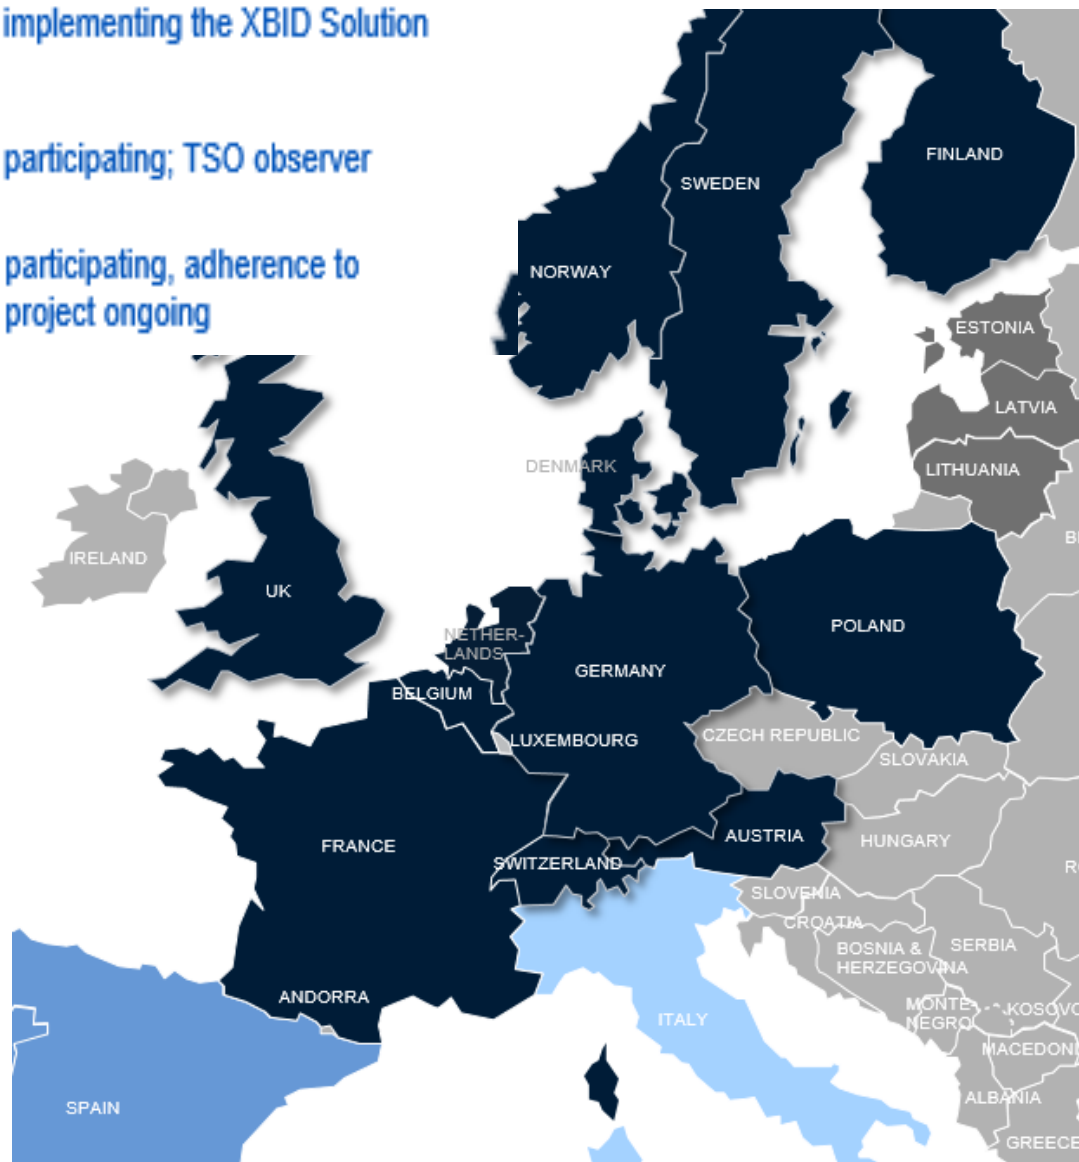 implementing the XBID Solution
participating; TSO observer
participating, adherence to
project ongoing
FINLAND
SWEDEN
NORWAY
ESTONIA
LATVIA
DENMARK
LITHUANIA
IRELAND
UK
NETHER-
LANDS
POLAND
GERMANY
BELGIUM
LUXEMBOURG
CZECH REPUBLIC
SLOVAKIA
FRANCE
AUSTRIA
HUNGARY
SWITZERLAND
SLOVENIA
CROATIA
BOSNIA &
HERZEGOVINA
SERBIA
ANDORRA
MONTE-
NEGRO
KOSOVO
ITALY
MACEDONI
SPAIN
ALBANIA
GREECE